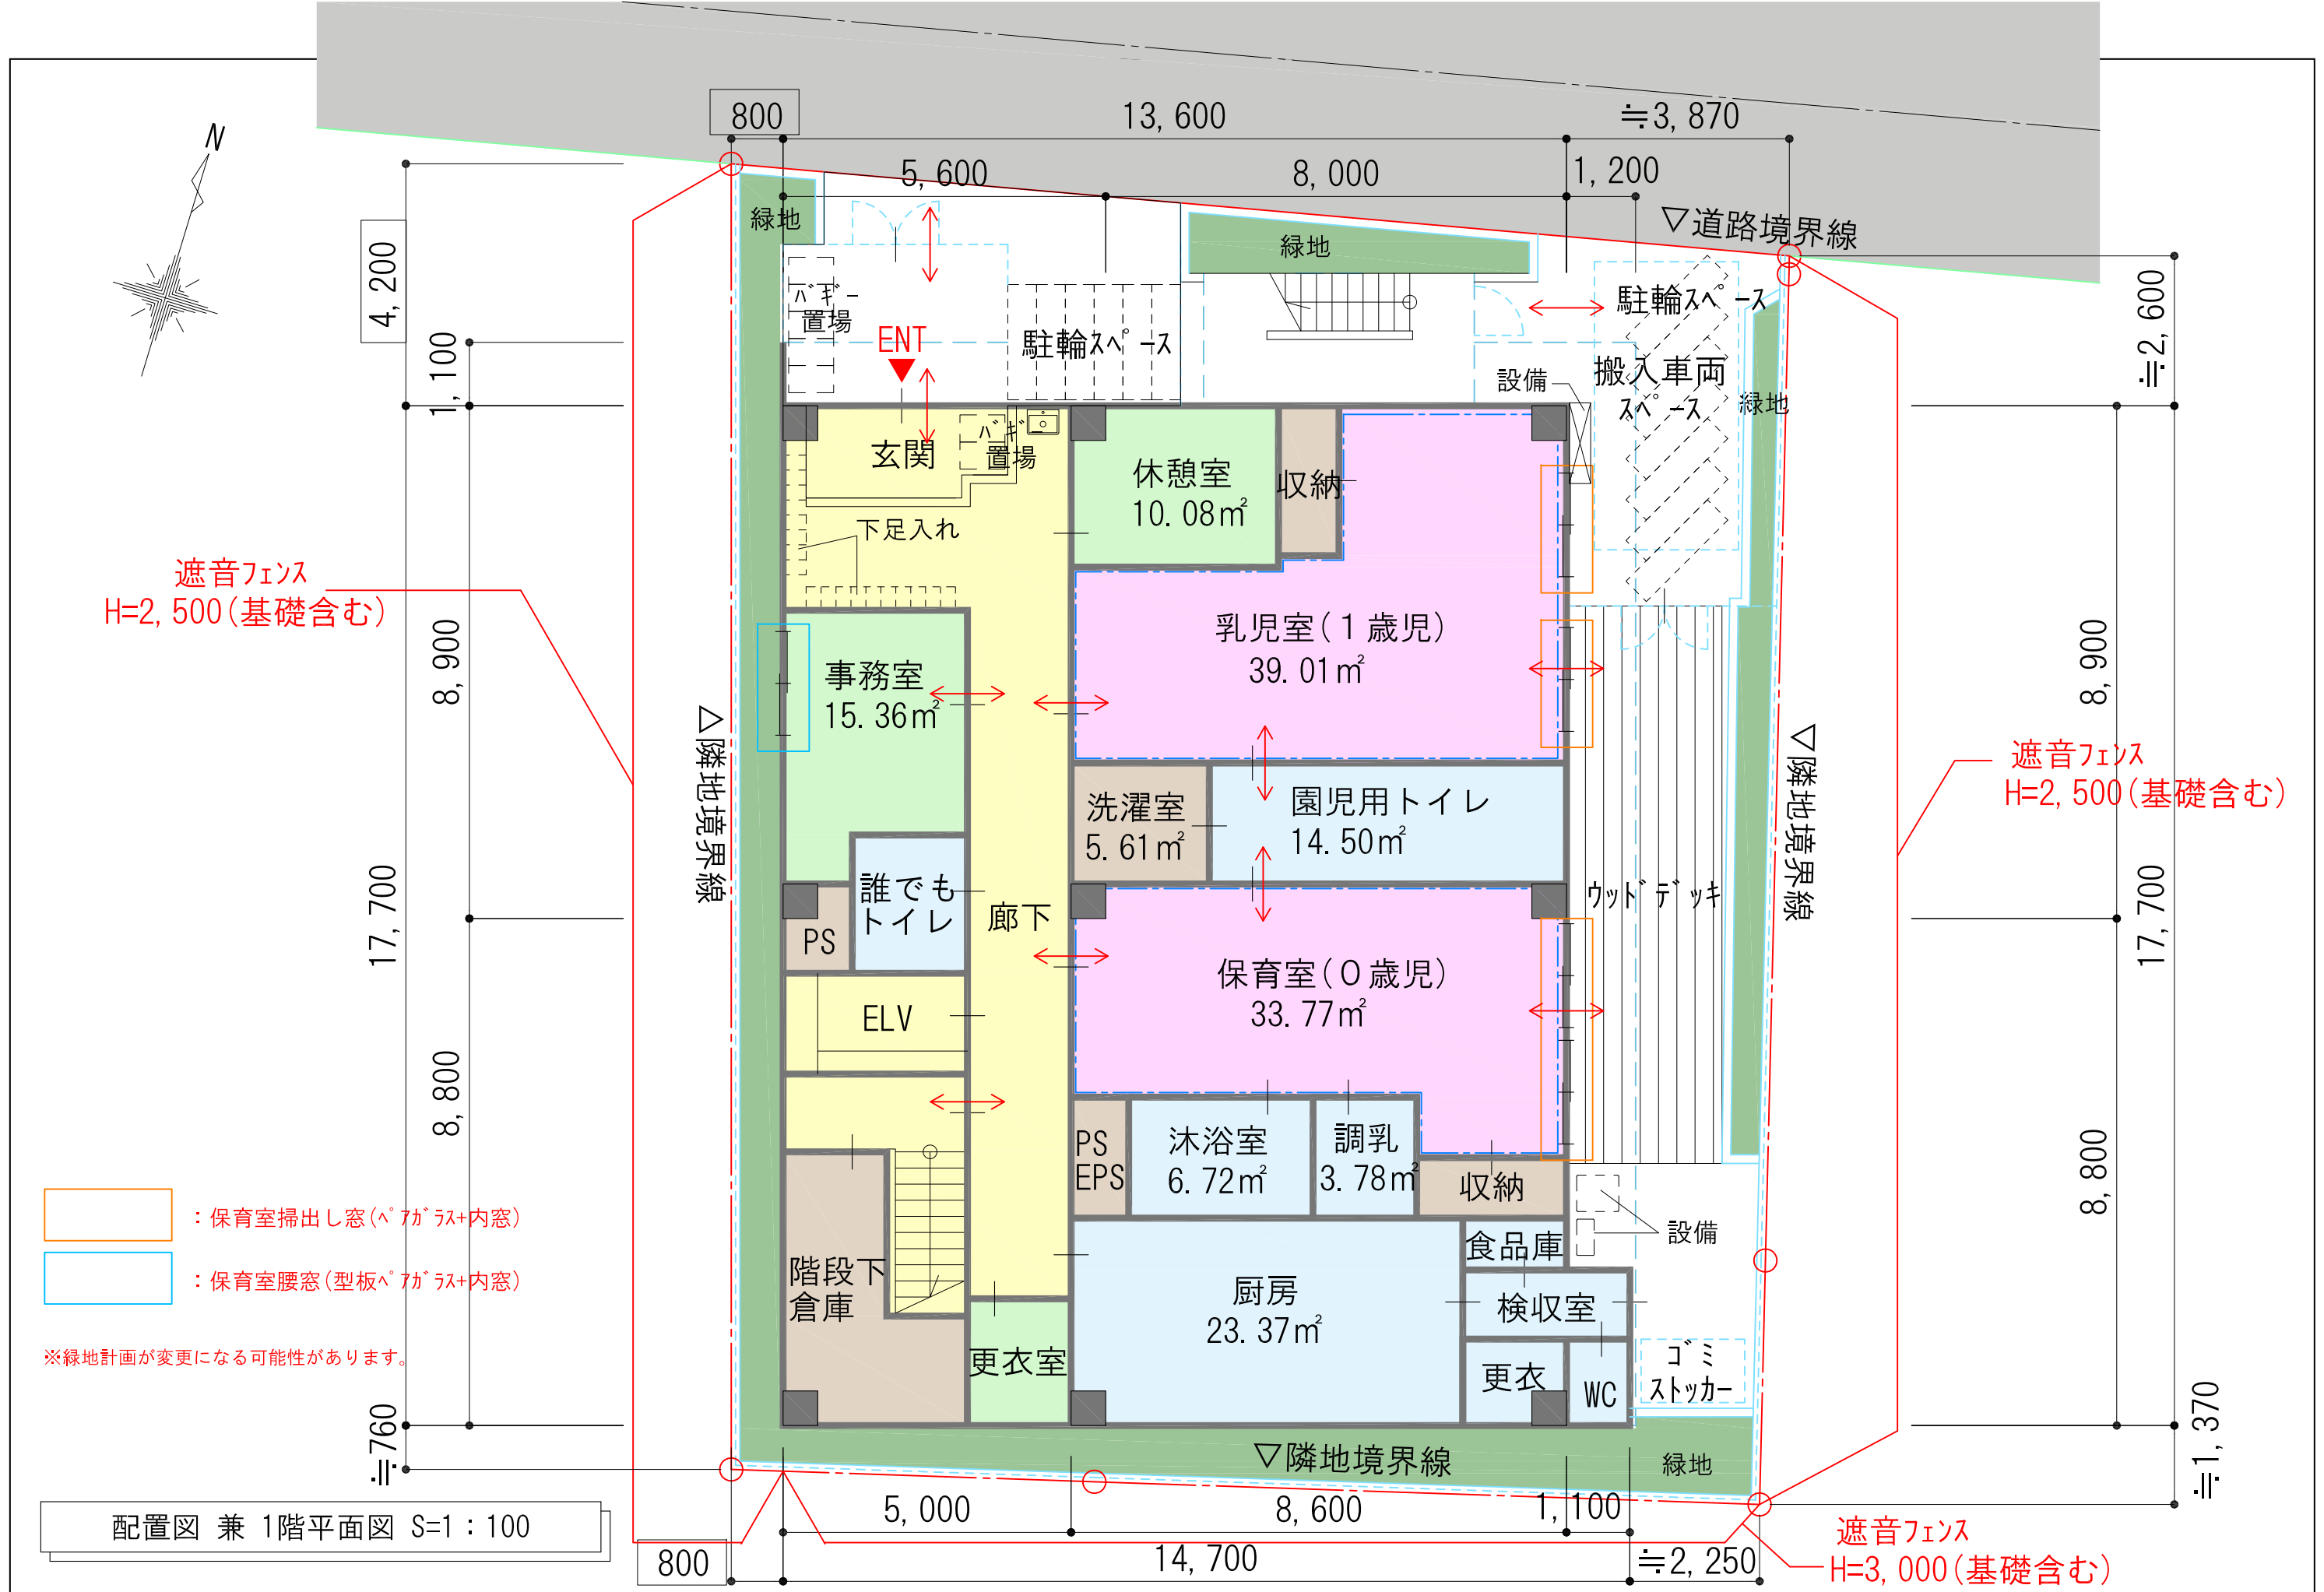 N
800
13,600
≒3,870
5,600
8,000
1,200
▽道路境界線
4,200
1,100
8,900
17,700
8,800
≒760
≒2,600
8,900
17,700
8,800
≒1,370
緑地
緑地
緑地
バギー
置場
ENT
駐輪スペース
駐輪スペース
搬入車両
スペース
設備
玄関
バギー
置場
休憩室
10.08㎡
収納
下足入れ
遮音フェンス
H=2,500(基礎含む)
乳児室(1歳児)
39.01㎡
事務室
15.36㎡
▽隣地境界線
▽隣地境界線
遮音フェンス
H=2,500(基礎含む)
洗濯室
5.61㎡
園児用トイレ
14.50㎡
誰でも
トイレ
廊下
PS
ウッドデッキ
保育室(0歳児)
33.77㎡
ELV
PS
EPS
沐浴室
6.72㎡
調乳
3.78㎡
収納
設備
階段下
倉庫
厨房
23.37㎡
食品庫
検収室
更衣室
更衣
WC
ゴミ
ストッカー
▽隣地境界線
緑地
:保育室掃出し窓(ペアガラス+内窓)
:保育室腰窓(型板ペアガラス+内窓)
※緑地計画が変更になる可能性があります。
配置図 兼 1階平面図 S=1:100
5,000
8,600
1,100
800
14,700
≒2,250
遮音フェンス
H=3,000(基礎含む)